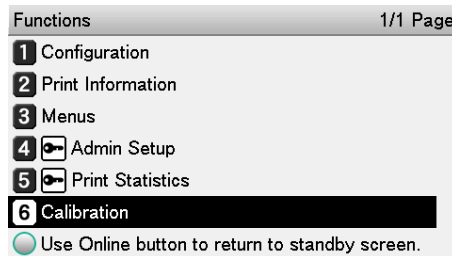 Functions 1/1 Page
1 Configuration
2 Print Information
3 Menus
4 Admin Setup
5 Print Statistics
6 Calibration
Use Online button to return to standby screen.